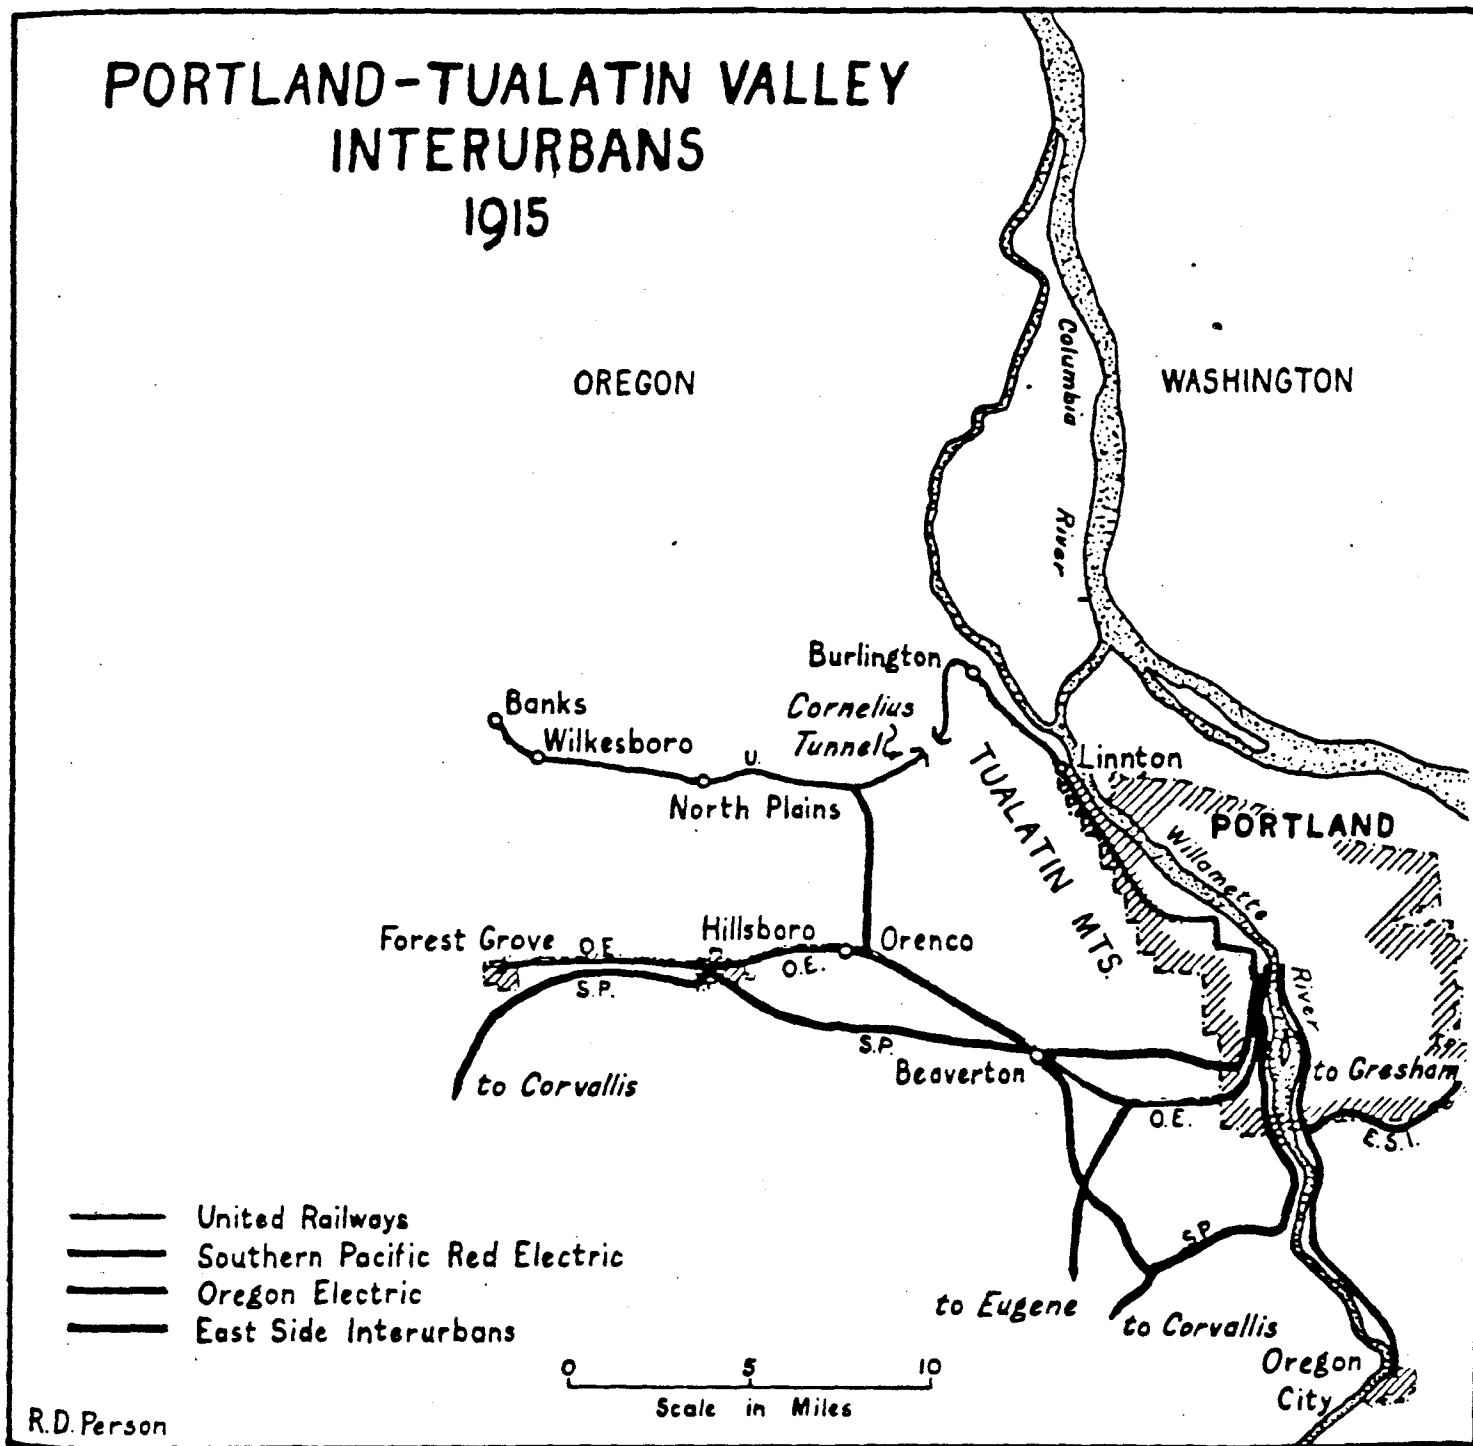 PORTLAND-TUALATIN VALLEY
INTERURBANS
1915
OREGON
WASHINGTON
Columbia
River
Burlington
Banks
Wilkesboro
Cornelius
Tunnel
U.
North Plains
TUALATIN MTS.
Linnton
PORTLAND
Willamette
River
Forest Grove
O.E.
S.P.
Hillsboro
O.E.
Orenco
S.P.
Beaverton
to Corvallis
to Gresham
O.E.
E.S.I.
S.P.
to Eugene
to Corvallis
Oregon
City
United Railways
Southern Pacific Red Electric
Oregon Electric
East Side Interurbans
0 5 10
Scale in Miles
R.D. Person